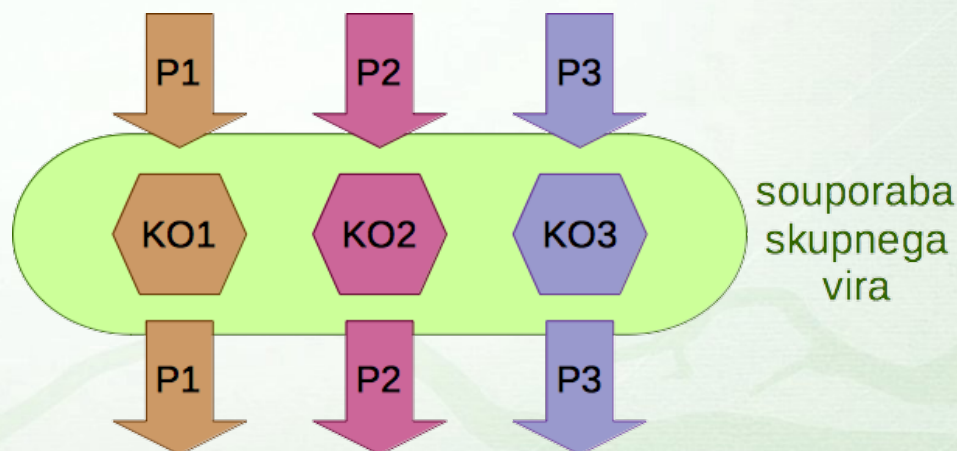 P1 P2 P3
KO1 KO2 KO3
souporaba
skupnega
vira
P1 P2 P3